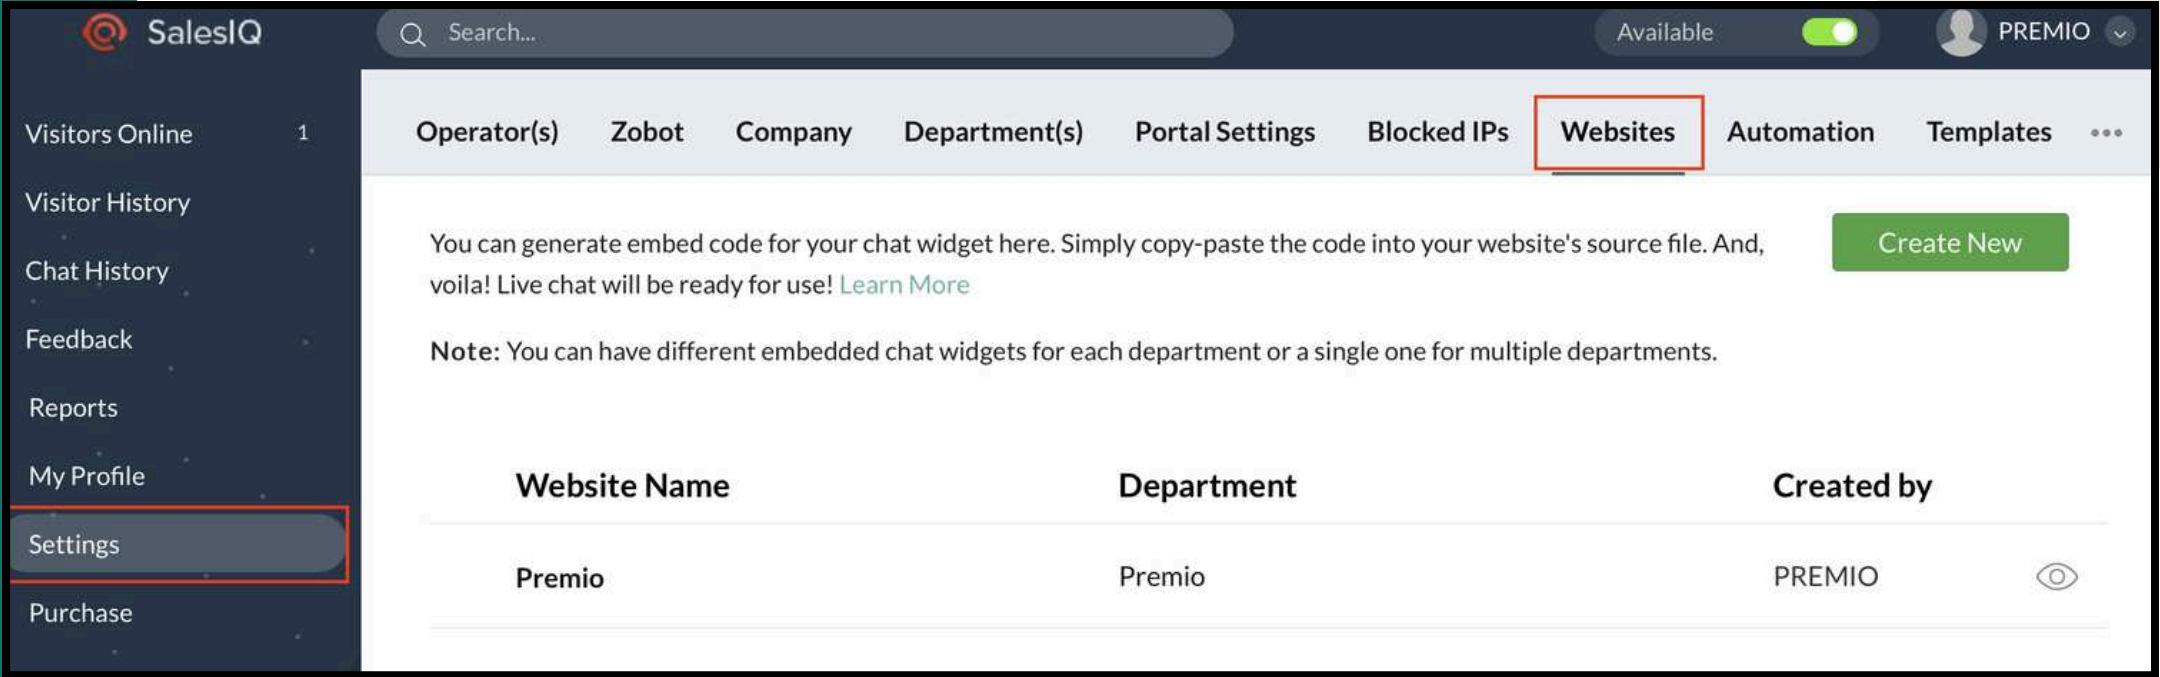 SalesIQ
Search...
Available
PREMIO
Visitors Online 1
Visitor History
Chat History
Feedback
Reports
My Profile
Settings
Purchase
Operator(s) Zobot Company Department(s) Portal Settings Blocked IPs Websites Automation Templates •••
You can generate embed code for your chat widget here. Simply copy-paste the code into your website's source file. And,
voila! Live chat will be ready for use! Learn More
Create New
Note: You can have different embedded chat widgets for each department or a single one for multiple departments.
Website Name Department Created by
Premio Premio PREMIO